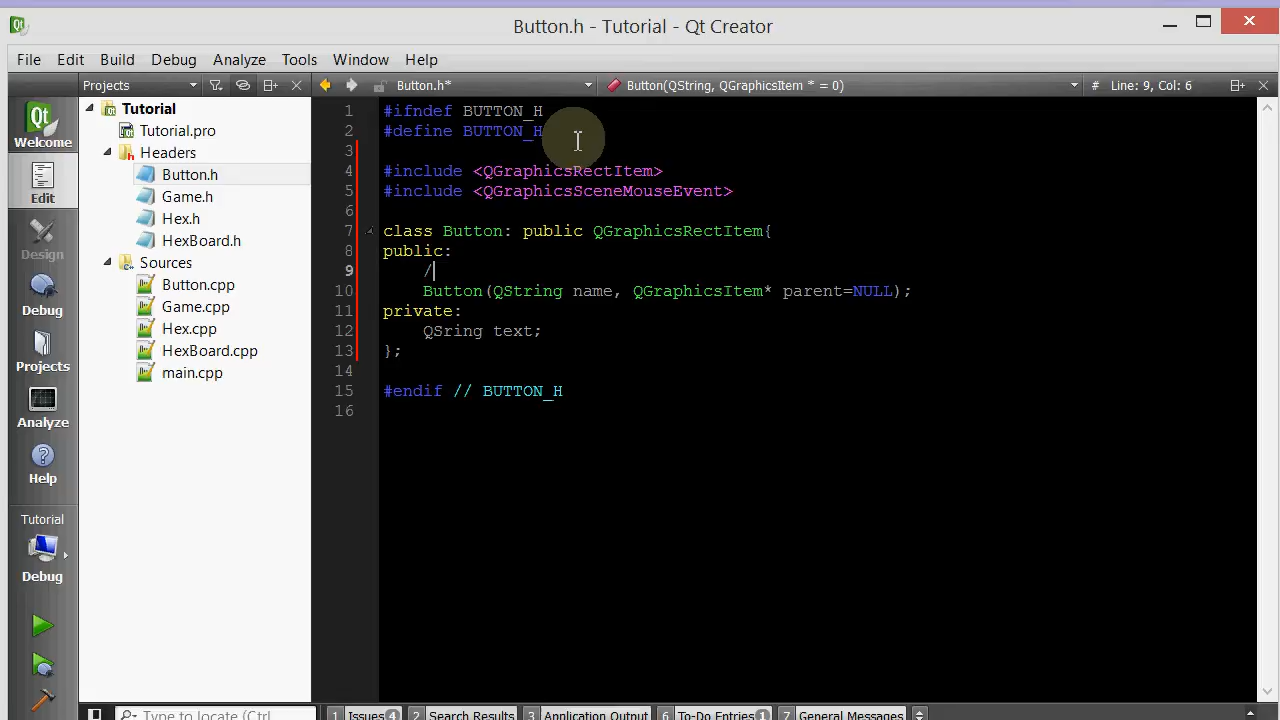 Button.h - Tutorial - Qt Creator
File Edit Build Debug Analyze Tools Window Help
Projects Button.h* Button(QString, QGraphicsItem * = 0) # Line: 9, Col: 6
Qt
Welcome
Edit
Design
Debug
Projects
Analyze
Help
Tutorial
Debug
Tutorial
Tutorial.pro
Headers
Button.h
Game.h
Hex.h
HexBoard.h
Sources
Button.cpp
Game.cpp
Hex.cpp
HexBoard.cpp
main.cpp
1 #ifndef BUTTON_H
2 #define BUTTON_H
3
4 #include <QGraphicsRectItem>
5 #include <QGraphicsSceneMouseEvent>
6
7 class Button: public QGraphicsRectItem{
8 public:
9 /
10 Button(QString name, QGraphicsItem* parent=NULL);
11 private:
12 QSring text;
13 };
14
15 #endif // BUTTON_H
16
Type to locate (Ctrl 1 Issues 4 2 Search Results 3 Application Output 6 To-Do Entries 1 7 General Messages